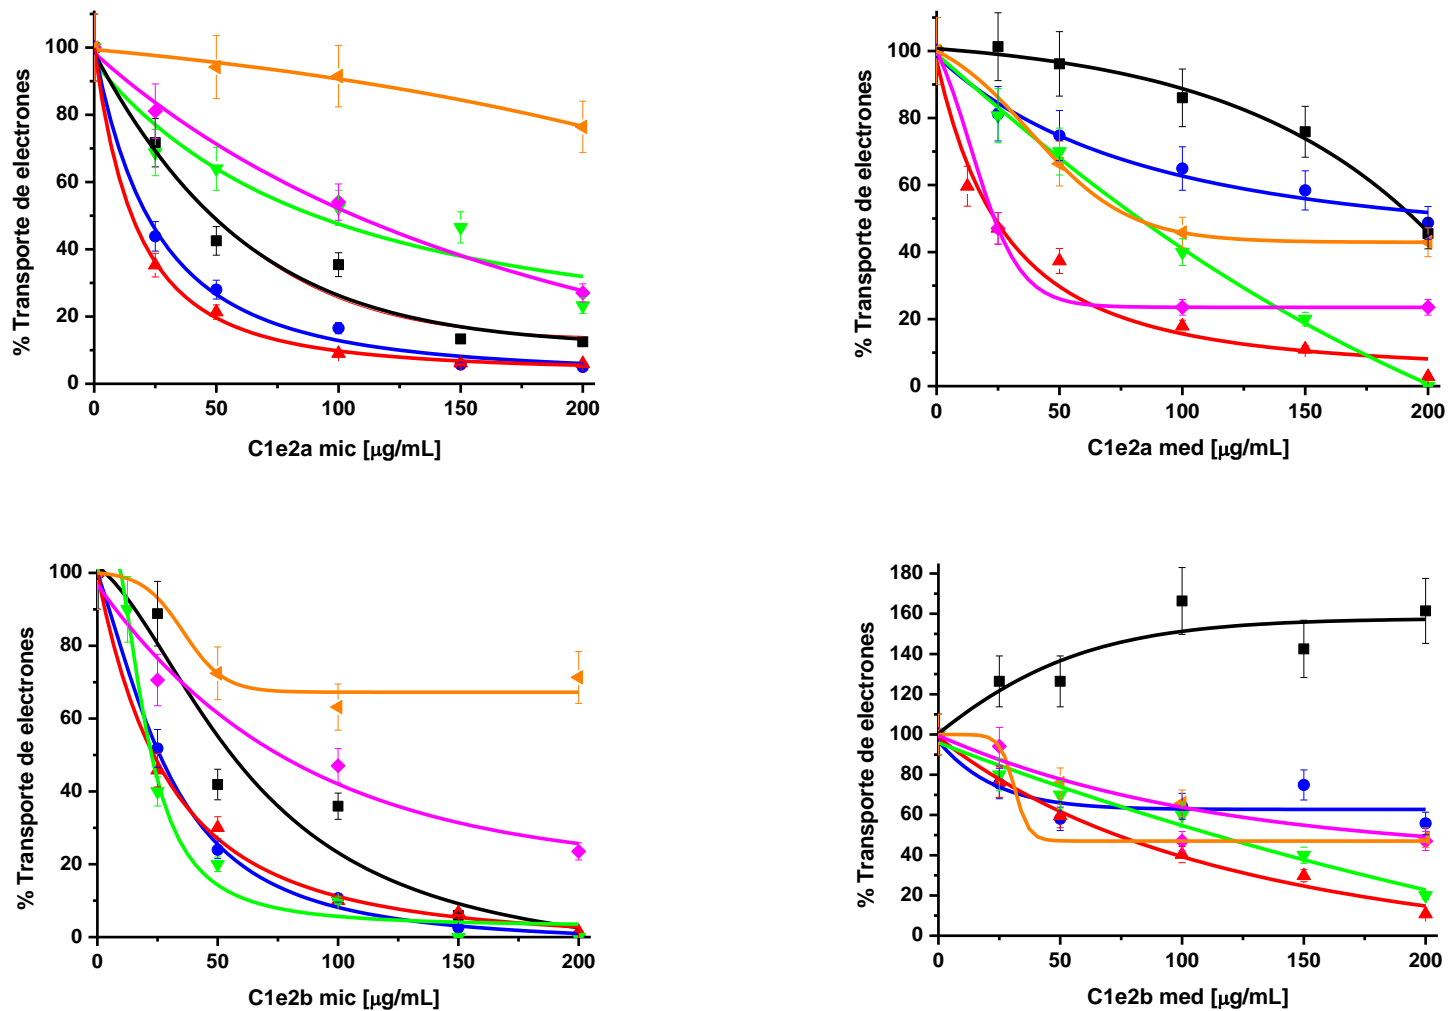 % Transporte de electrones
100
80
60
40
20
0
0 50 100 150 200
C1e2a mic [μg/mL]
% Transporte de electrones
100
80
60
40
20
0
0 50 100 150 200
C1e2a med [μg/mL]
% Transporte de electrones
100
80
60
40
20
0
0 50 100 150 200
C1e2b mic [μg/mL]
% Transporte de electrones
180
160
140
120
100
80
60
40
20
0
0 50 100 150 200
C1e2b med [μg/mL]